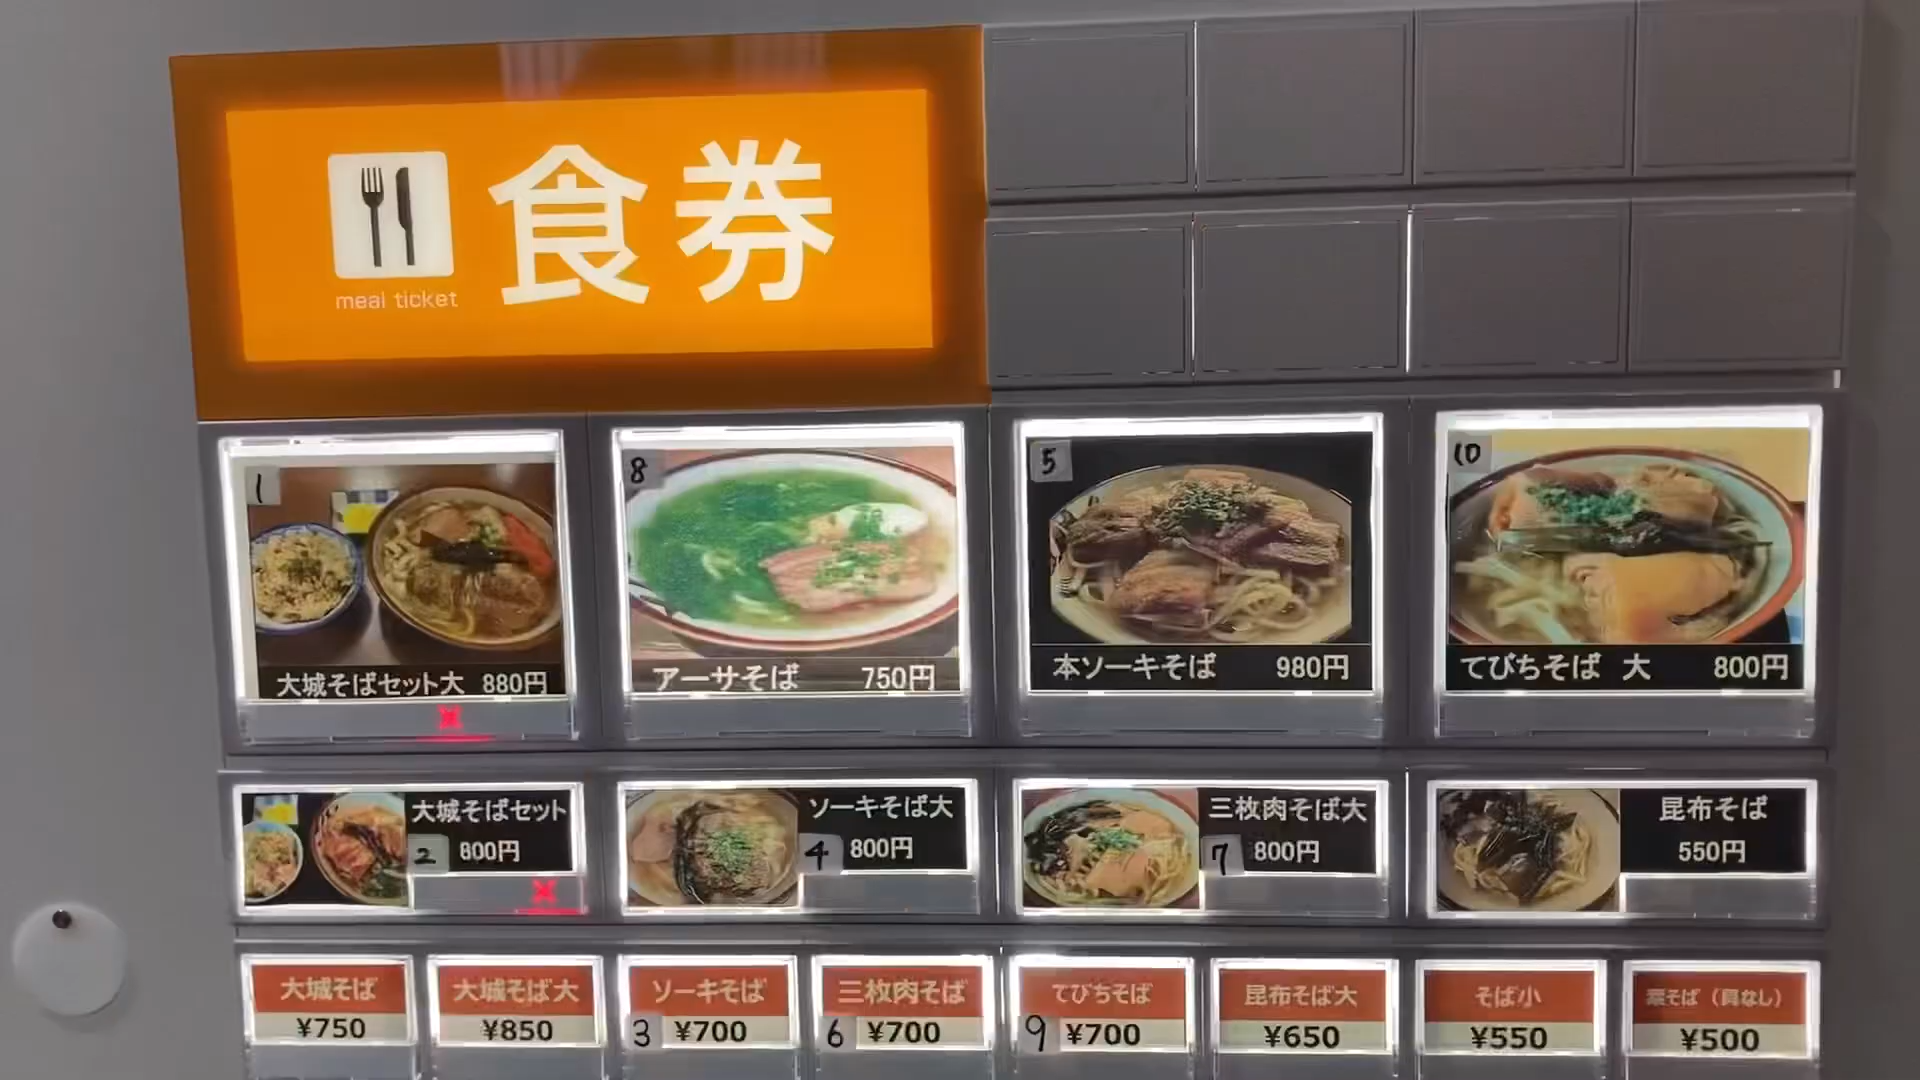 食券
meal ticket
1
大城そばセット大 880円
8
アーサそば 750円
5
本ソーキそば 980円
10
てびちそば 大 800円
大城そばセット
2 800円
ソーキそば大
4 800円
三枚肉そば大
7 800円
昆布そば
550円
大城そば
¥750
大城そば大
¥850
ソーキそば
3 ¥700
三枚肉そば
6 ¥700
てびちそば
9 ¥700
昆布そば大
¥650
そば小
¥550
そば（具なし）
¥500